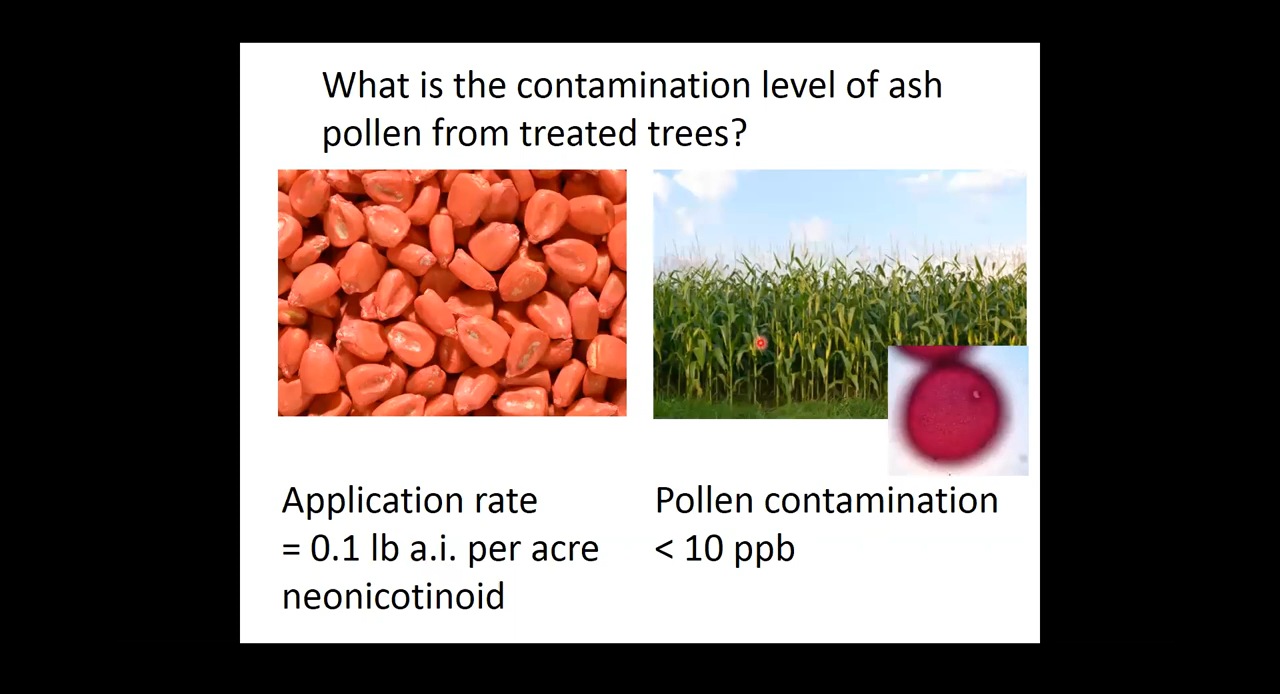 What is the contamination level of ash
pollen from treated trees?
Application rate
= 0.1 lb a.i. per acre
neonicotinoid
Pollen contamination
< 10 ppb